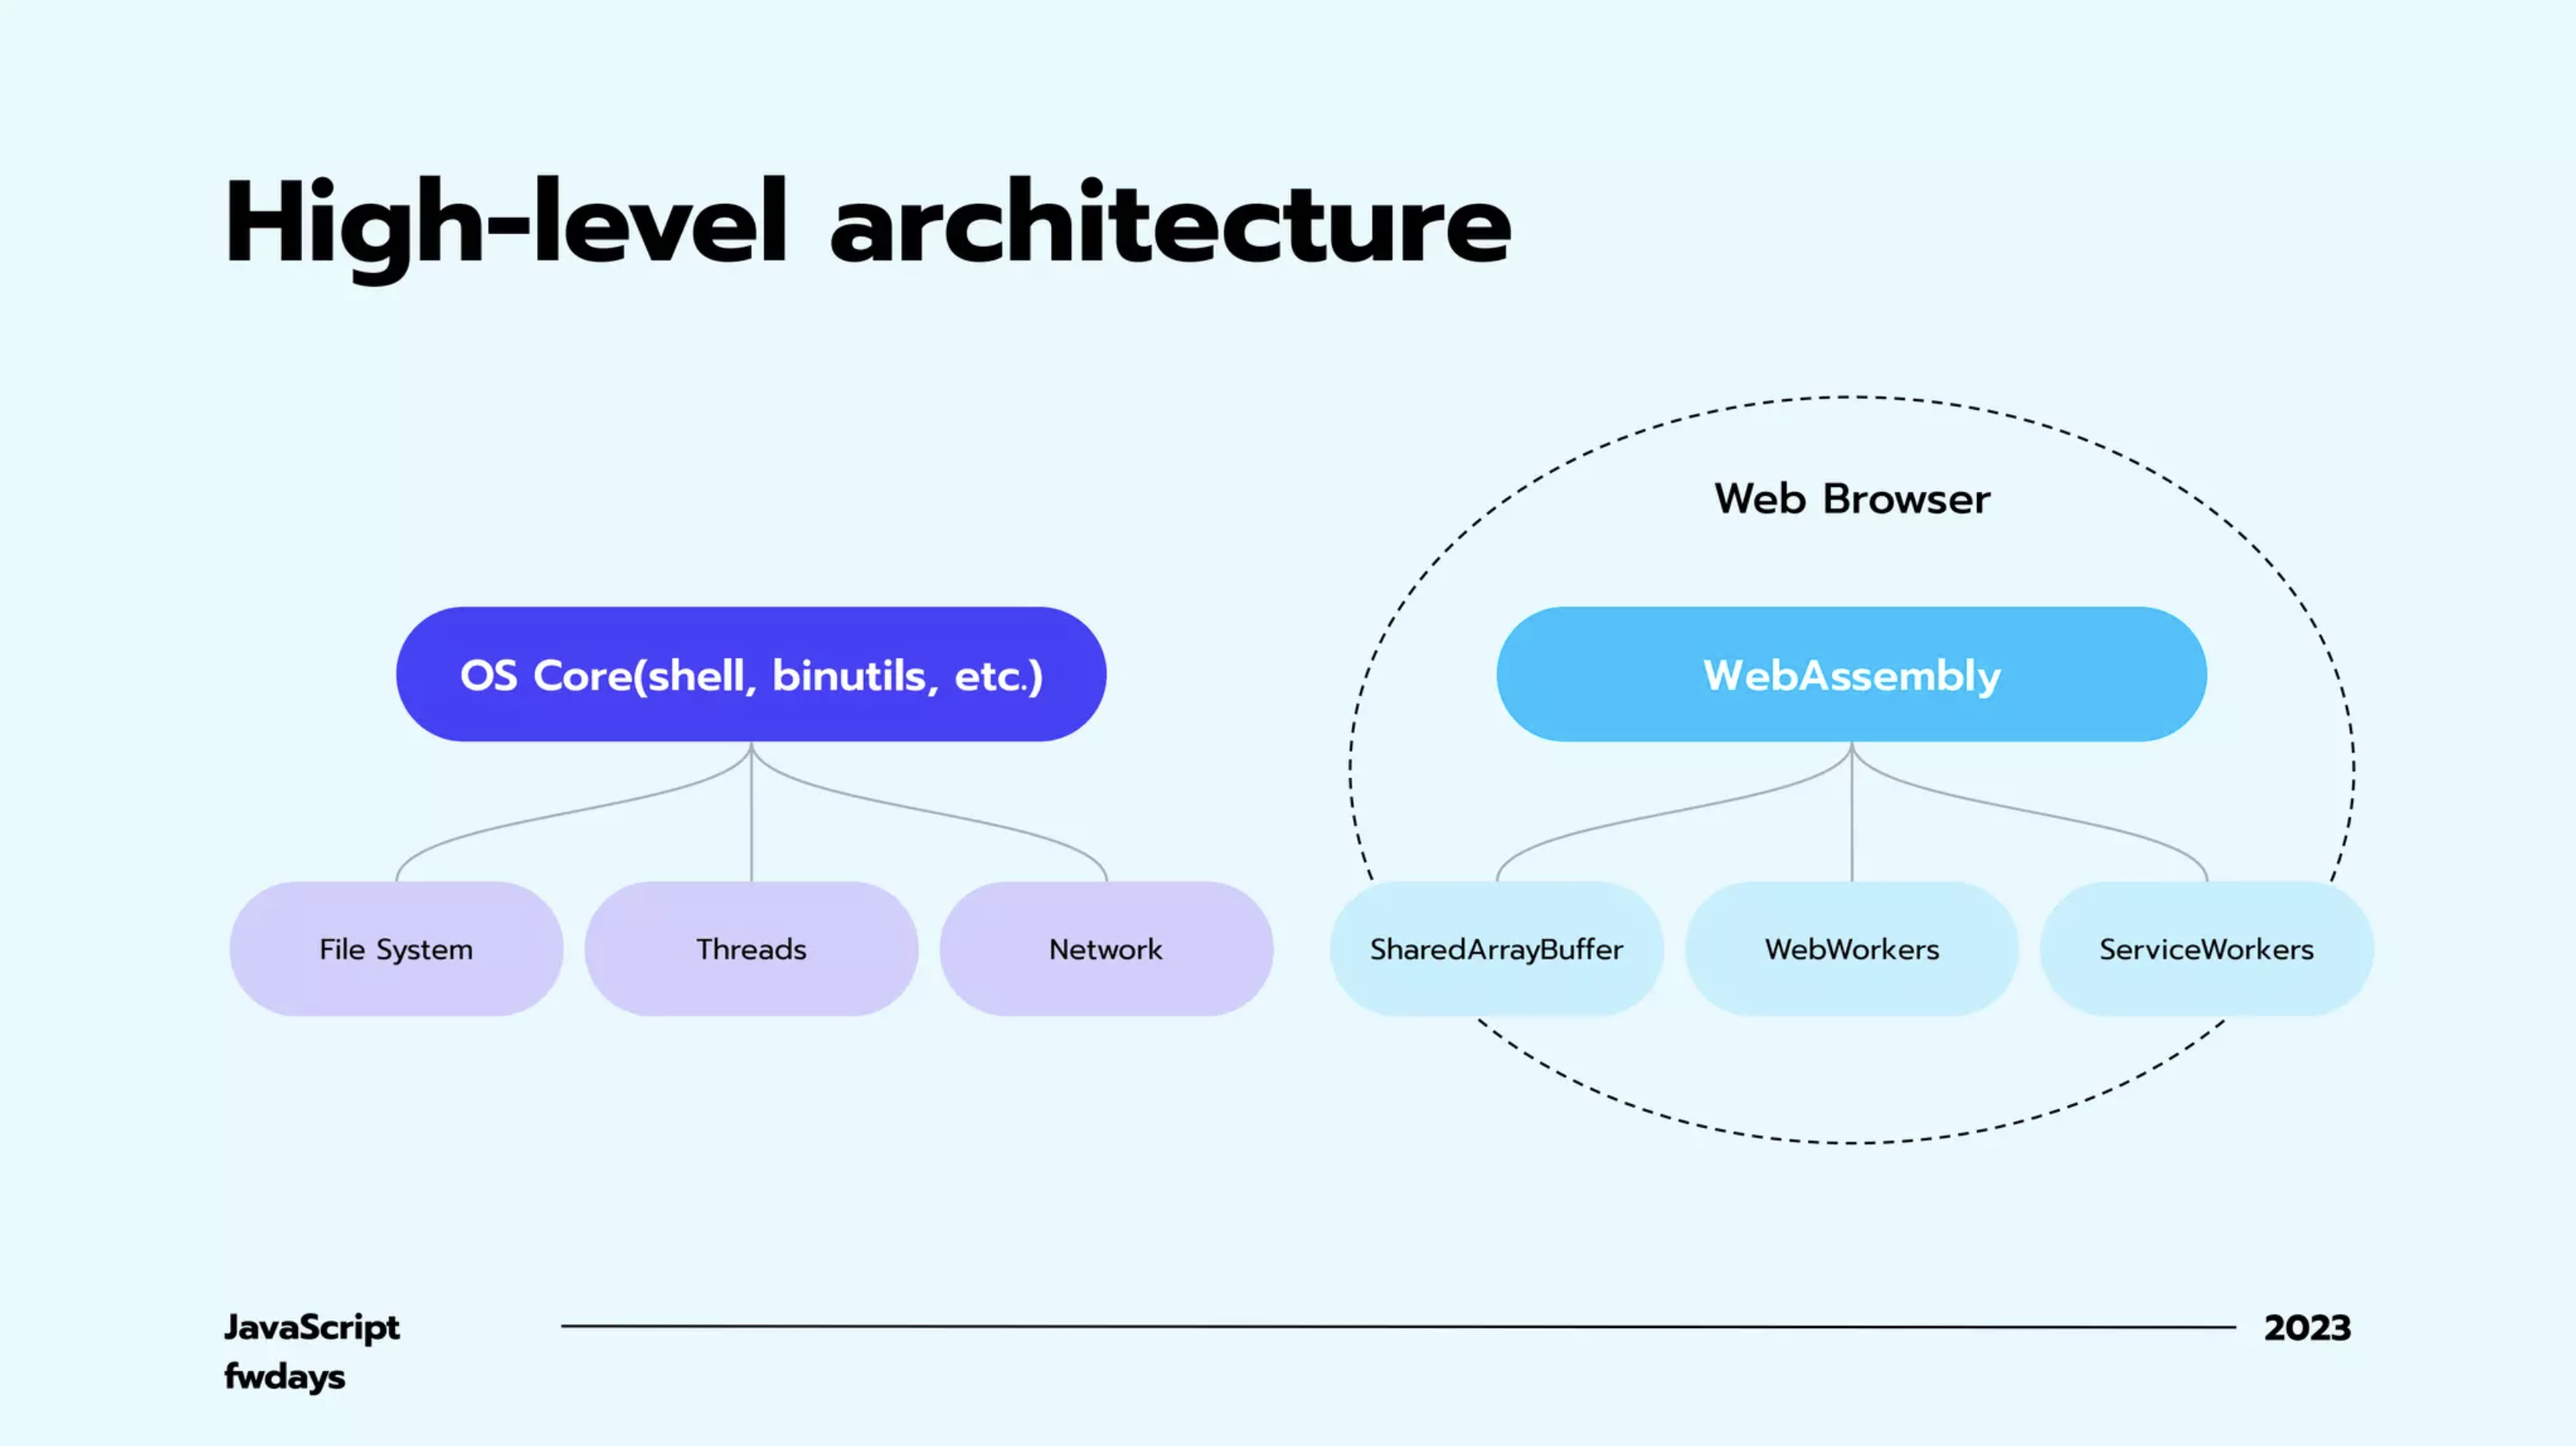 High-level architecture
Web Browser
OS Core(shell, binutils, etc.)
WebAssembly
File System
Threads
Network
SharedArrayBuffer
WebWorkers
ServiceWorkers
JavaScript
fwdays
2023